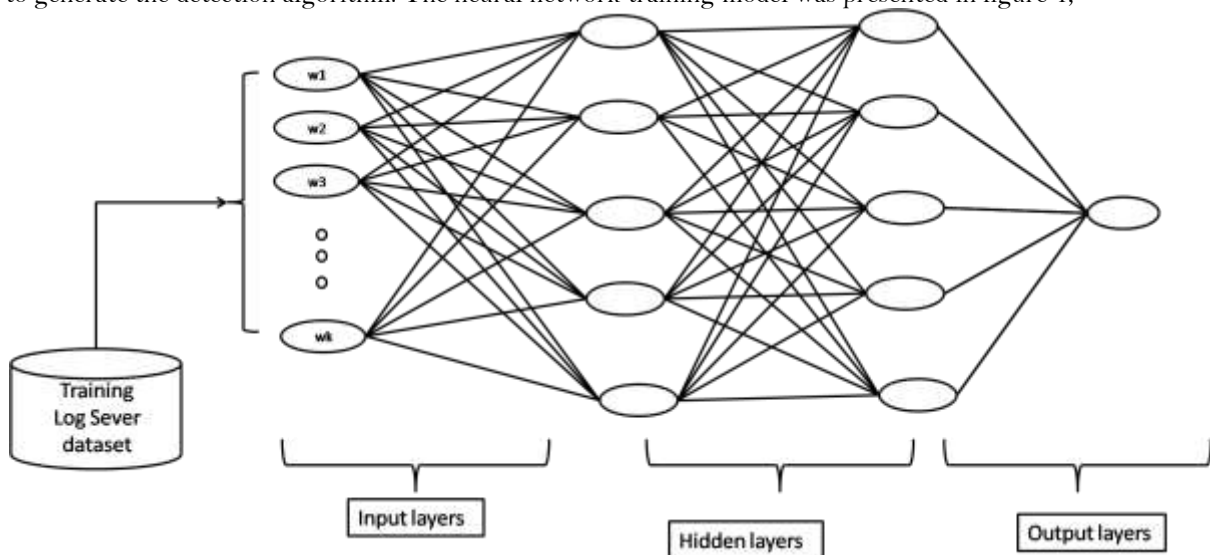 to generate the detection algorithm. The neural network training model was presented in figure 1;
w1
w2
w3
wk
Training
Log Sever
dataset
Input layers
Hidden layers
Output layers